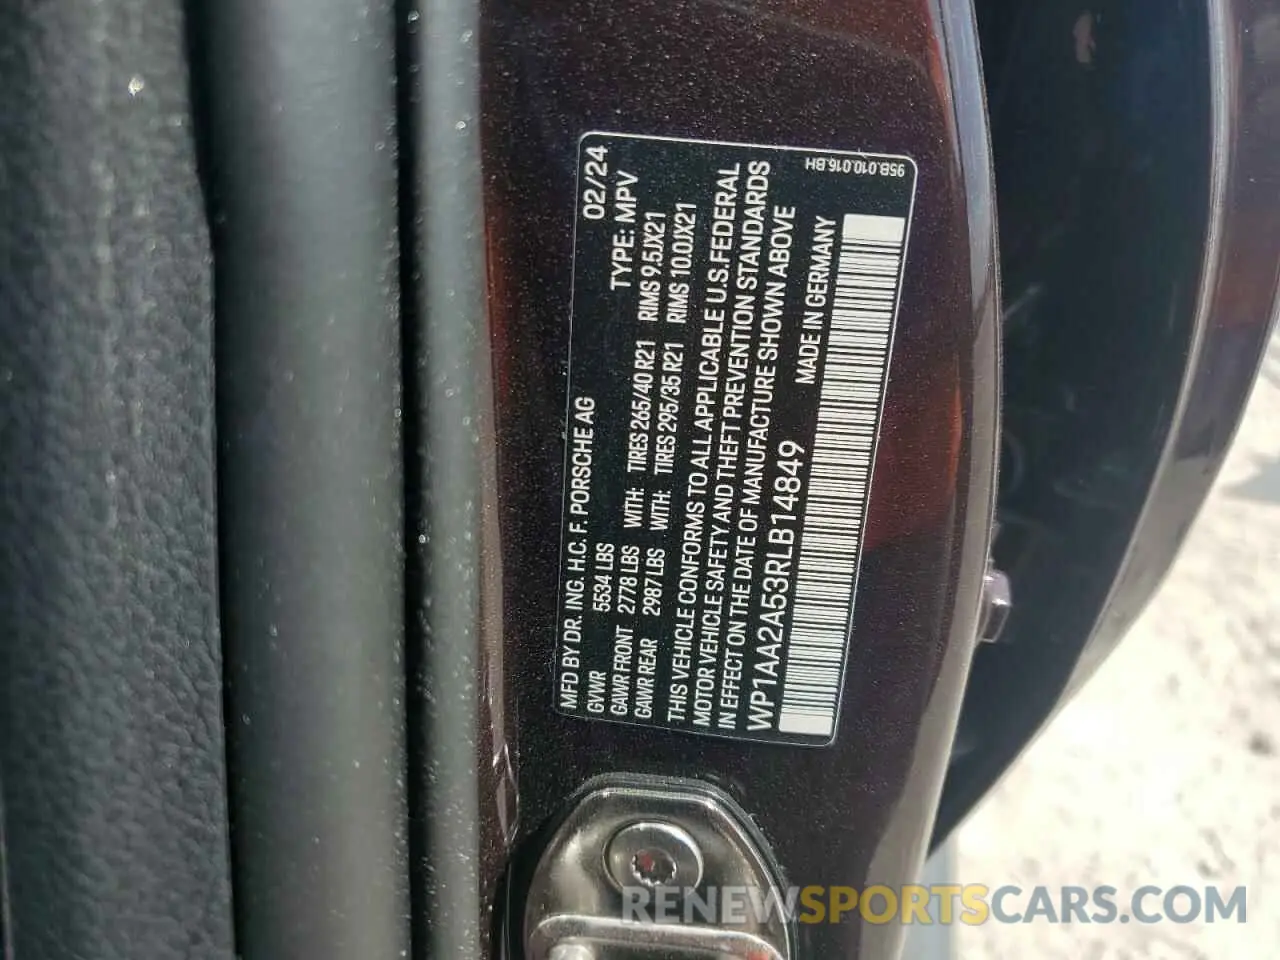 MFD BY DR. ING. H.C. F. PORSCHE AG 02/24
GVWR 5534 LBS TYPE: MPV
GAWR FRONT 2778 LBS WITH: TIRES 265/40 R21 RIMS 9.5JX21
GAWR REAR 2987 LBS WITH: TIRES 295/35 R21 RIMS 10.0JX21
THIS VEHICLE CONFORMS TO ALL APPLICABLE U.S.FEDERAL
MOTOR VEHICLE SAFETY AND THEFT PREVENTION STANDARDS
IN EFFECT ON THE DATE OF MANUFACTURE SHOWN ABOVE
WP1AA2A53RLB14849 MADE IN GERMANY
95B.010.016.BH
RENEWSPORTSCARS.COM